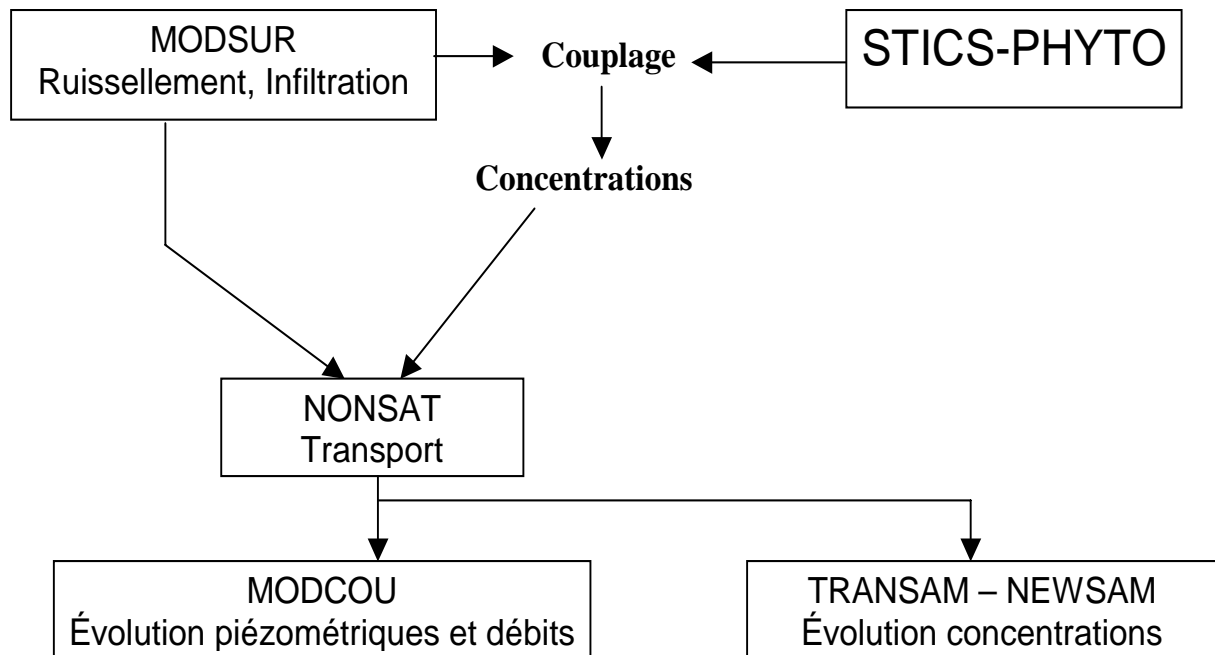 MODSUR
Ruissellement, Infiltration
Couplage
STICS-PHYTO
Concentrations
NONSAT
Transport
MODCOU
Évolution piézométriques et débits
TRANSAM – NEWSAM
Évolution concentrations